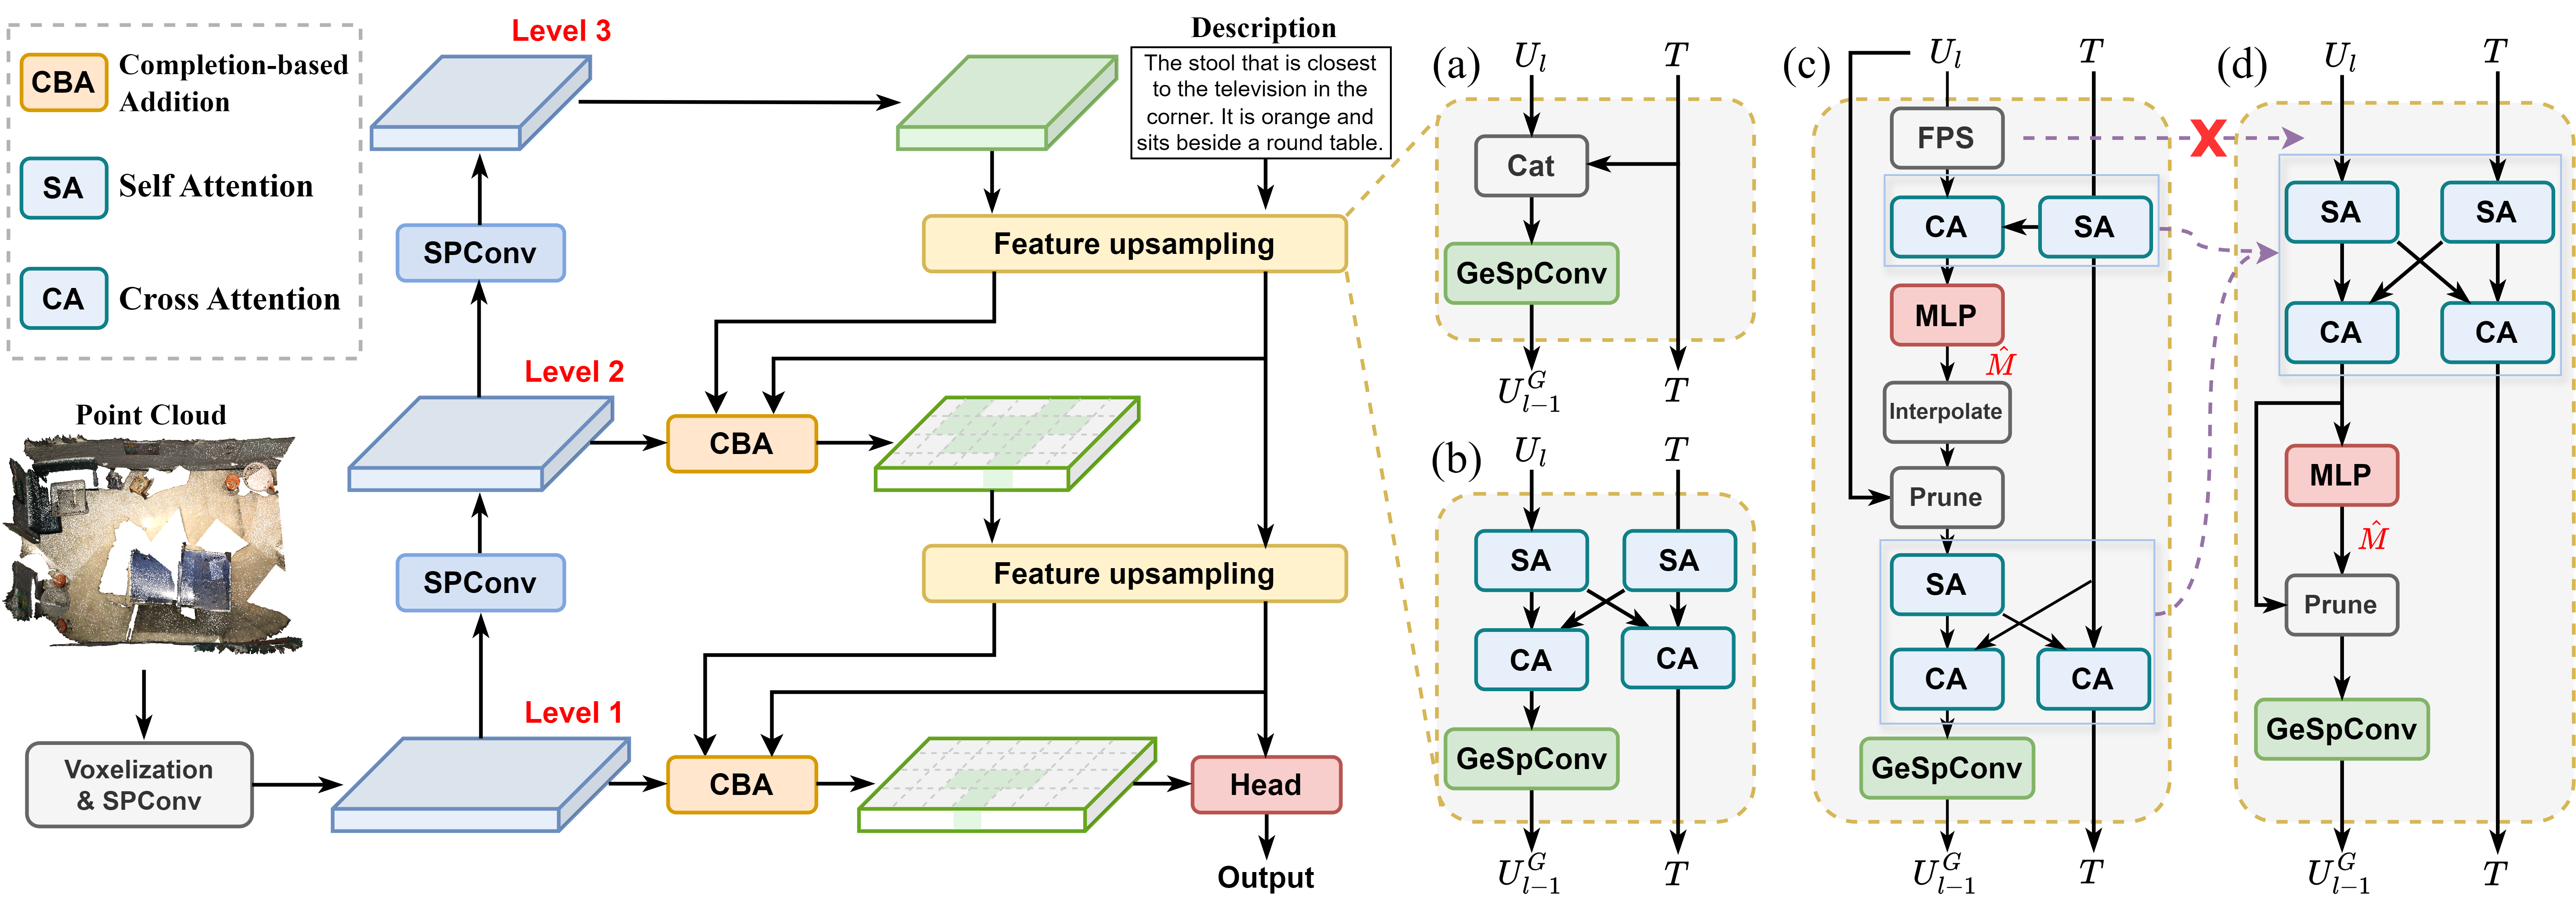 CBA
Completion-based
Addition
SA
Self Attention
CA
Cross Attention
Point Cloud
Voxelization
& SPConv
Level 3
SPConv
Level 2
SPConv
Level 1
Description
The stool that is closest
to the television in the
corner. It is orange and
sits beside a round table.
Feature upsampling
CBA
Feature upsampling
CBA
Head
Output
(a)
U_l
T
Cat
GeSpConv
U_{l-1}^G
T
(b)
U_l
T
SA
SA
CA
CA
GeSpConv
U_{l-1}^G
T
(c)
U_l
T
FPS
CA
SA
MLP
M̂
Interpolate
Prune
SA
CA
CA
GeSpConv
U_{l-1}^G
T
X
(d)
U_l
T
SA
SA
CA
CA
MLP
M̂
Prune
GeSpConv
U_{l-1}^G
T